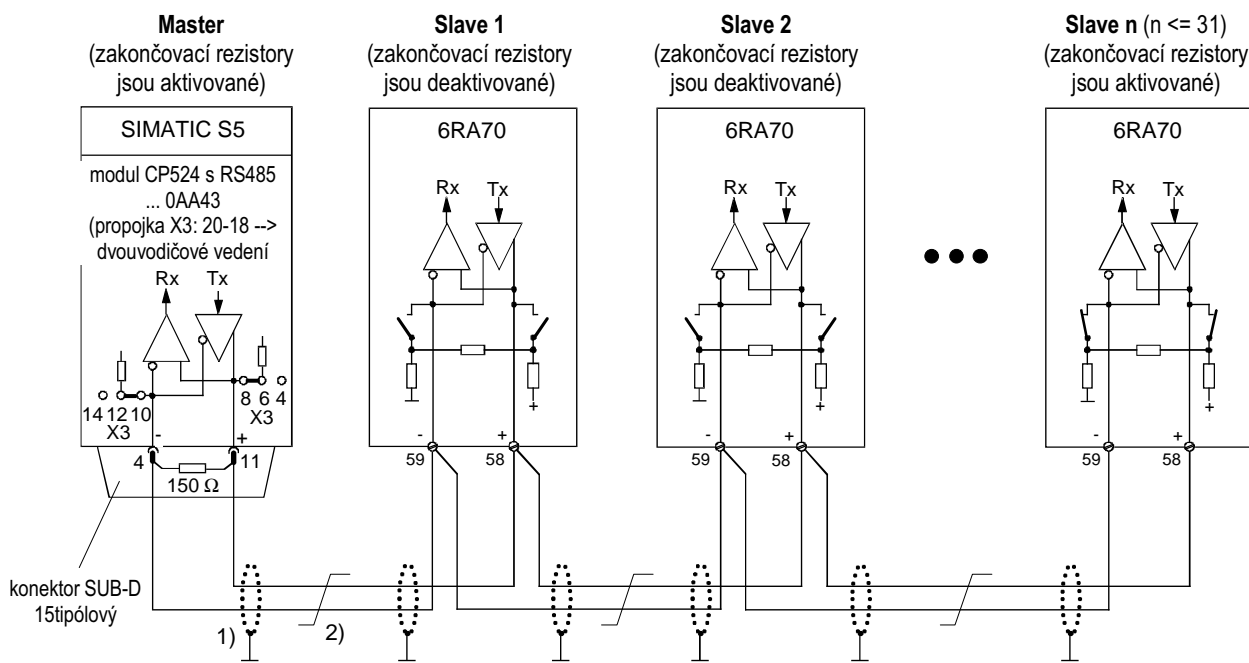 Master
(zakončovací rezistory
jsou aktivované)
Slave 1
(zakončovací rezistory
jsou deaktivované)
Slave 2
(zakončovací rezistory
jsou deaktivované)
Slave n (n <= 31)
(zakončovací rezistory
jsou aktivované)
SIMATIC S5
modul CP524 s RS485
... 0AA43
(propojka X3: 20-18 -->
dvouvodičové vedení
Rx Tx
14 12 10
X3
8 6 4
X3
- +
4 11
150 Ω
konektor SUB-D
15tipólový
6RA70
Rx Tx
+
- +
59 58
6RA70
Rx Tx
+
- +
59 58
6RA70
Rx Tx
+
- +
59 58
1) 2)